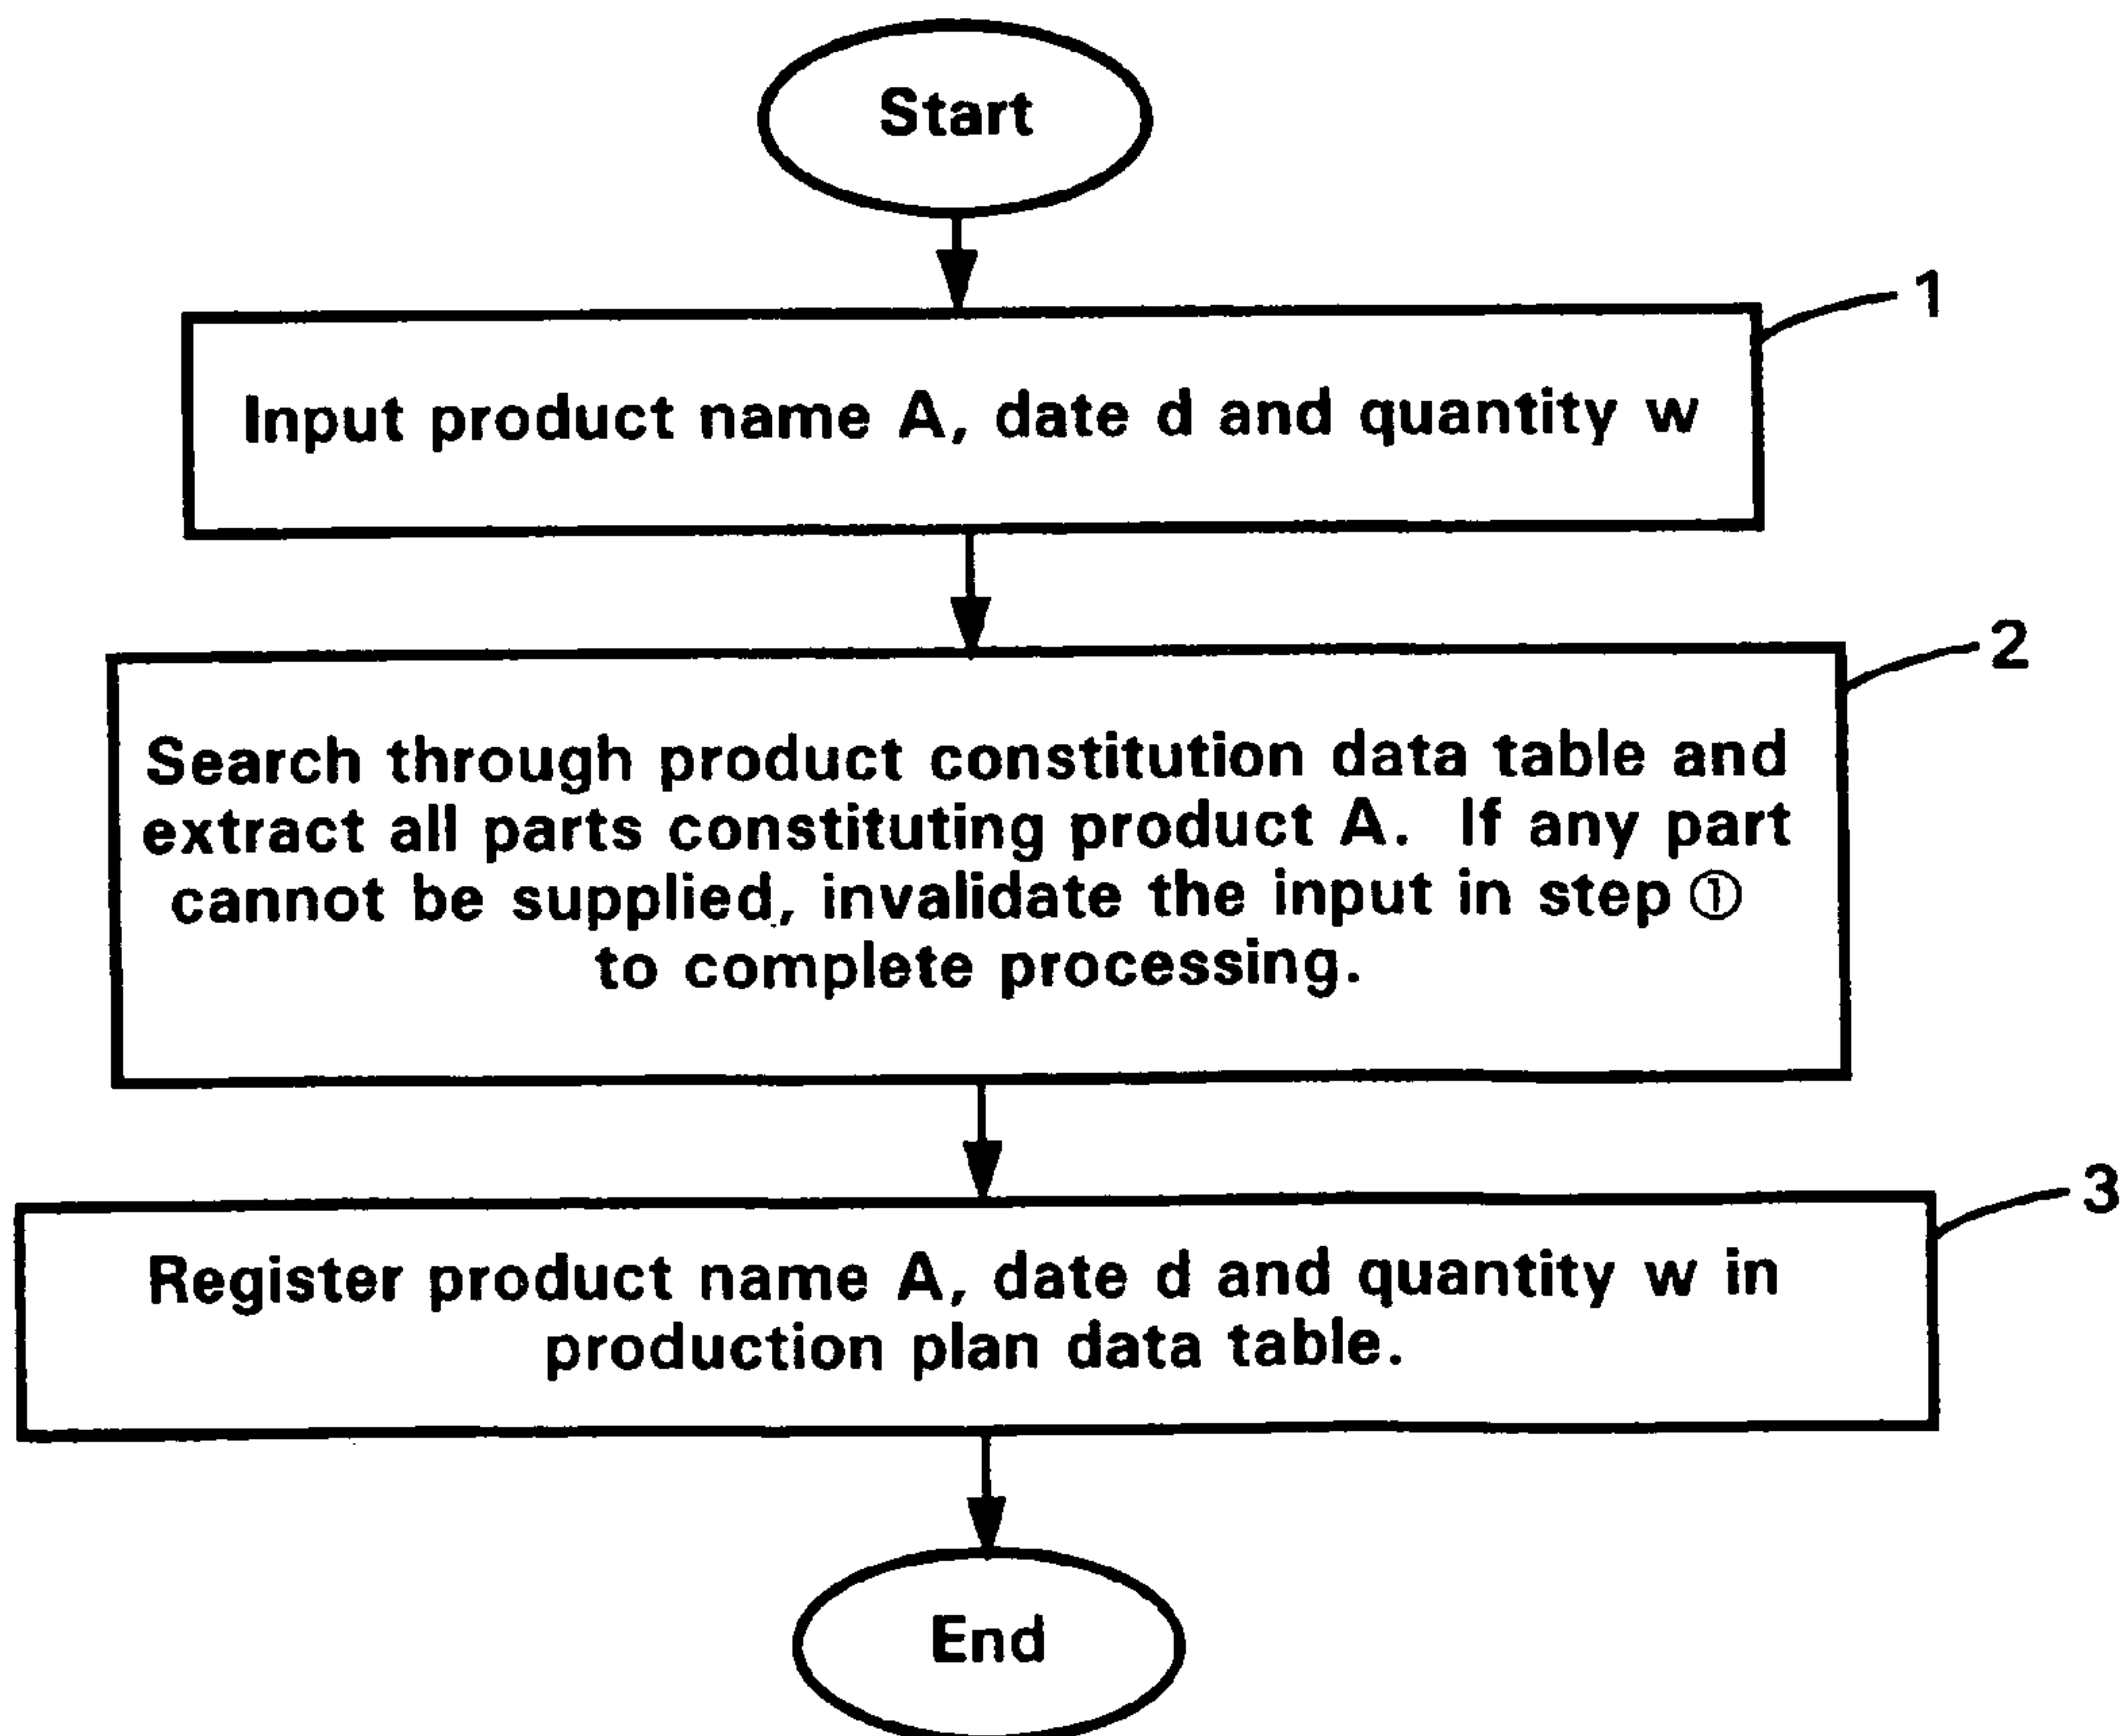 Start
1
Input product name A, date d and quantity w
2
Search through product constitution data table and
extract all parts constituting product A. If any part
cannot be supplied, invalidate the input in step ①
to complete processing.
3
Register product name A, date d and quantity w in
production plan data table.
End